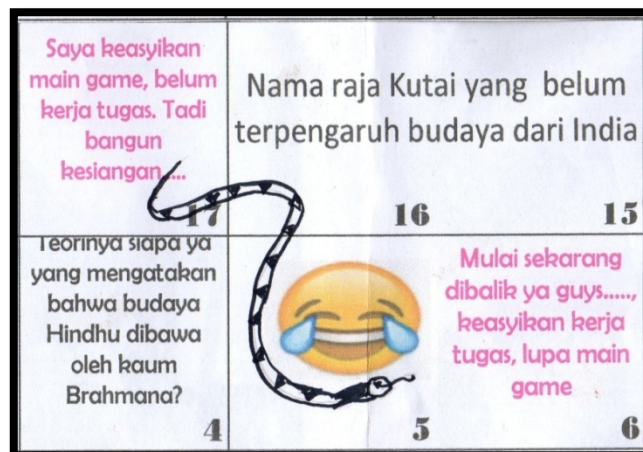 Saya keasyikan
main game, belum
kerja tugas. Tadi
bangun
kesiangan,....
17
Nama raja Kutai yang belum
terpengaruh budaya dari India
16
15
Teorinya siapa ya
yang mengatakan
bahwa budaya
Hindhu dibawa
oleh kaum
Brahmana?
4
5
Mulai sekarang
dibalik ya guys.....,
keasyikan kerja
tugas, lupa main
game
6